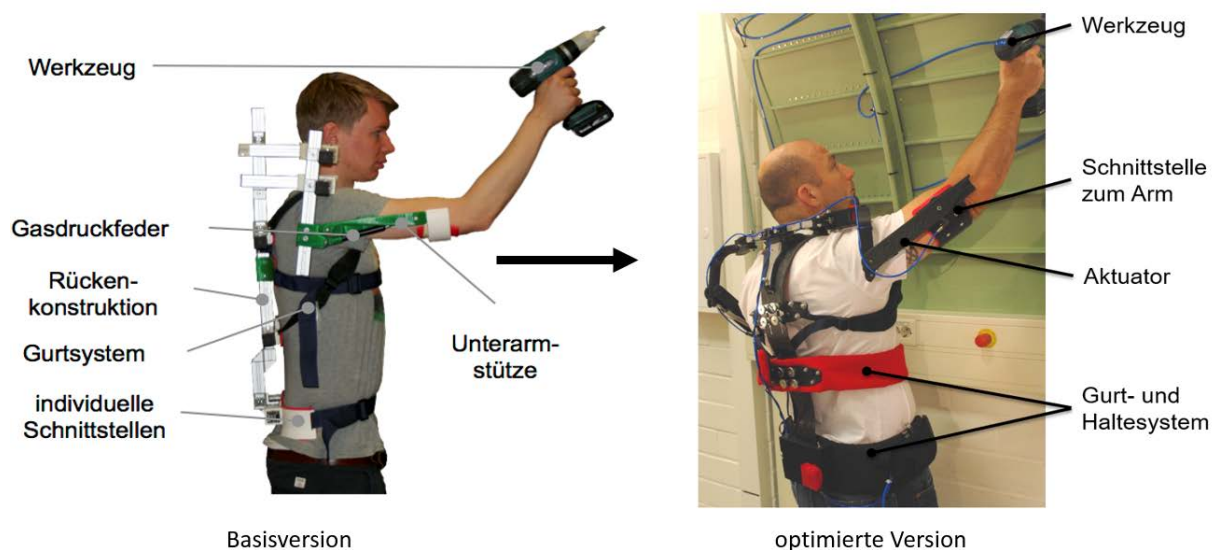 Werkzeug
Gasdruckfeder
Rücken-
konstruktion
Gurtsystem
individuelle
Schnittstellen
Unterarm-
stütze
Basisversion
Werkzeug
Schnittstelle
zum Arm
Aktuator
Gurt- und
Haltesystem
optimierte Version